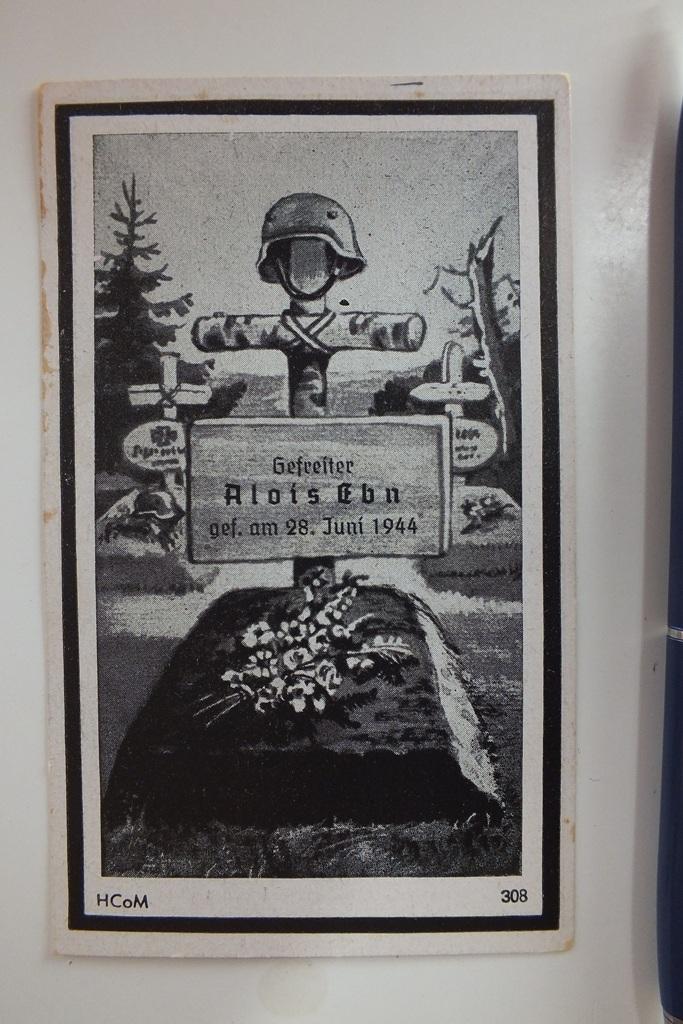 Gefreiter
Alois Ebn
gef. am 28. Juni 1944
HCoM
308